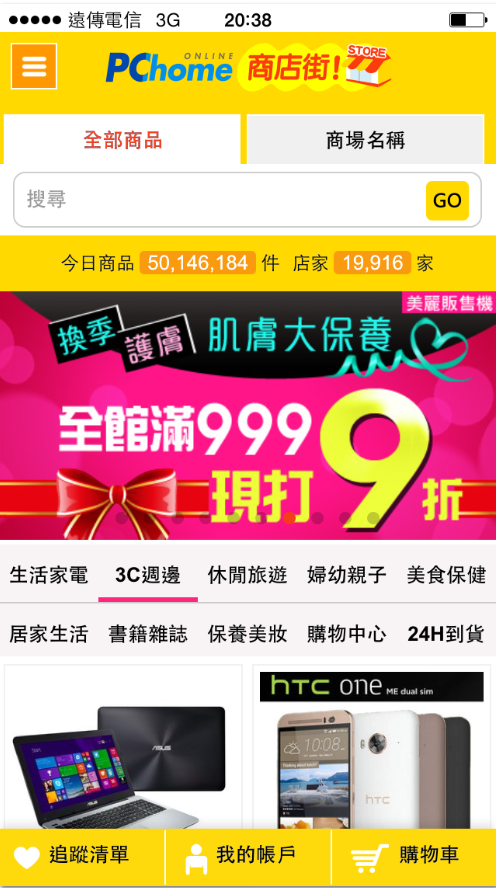 遠傳電信 3G 20:38
ONLINE
PChome 商店街! STORE
全部商品 商場名稱
搜尋 GO
今日商品 50,146,184 件 店家 19,916 家
美麗販售機
換季 護膚 肌膚大保養
全館滿999
現打9折
生活家電 3C週邊 休閒旅遊 婦幼親子 美食保健
居家生活 書籍雜誌 保養美妝 購物中心 24H到貨
hTC one ME dual sim
ASUS
10:08
hTC
Start
追蹤清單 我的帳戶 購物車